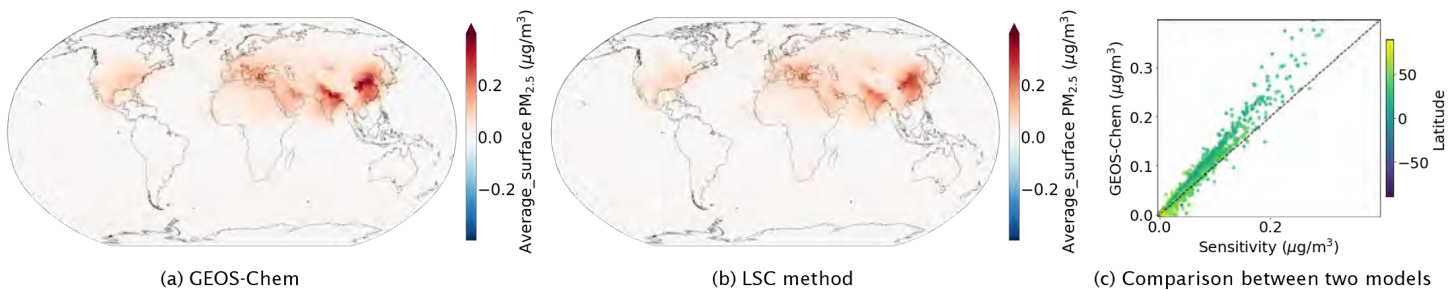 0.2
0.0
−0.2
Average_surface PM2.5 (μg/m³)
(a) GEOS-Chem
0.2
0.0
−0.2
Average_surface PM2.5 (μg/m³)
(b) LSC method
GEOS-Chem (μg/m³)
0.3
0.2
0.1
0.0
0.0
0.2
Sensitivity (μg/m³)
50
0
−50
Latitude
(c) Comparison between two models